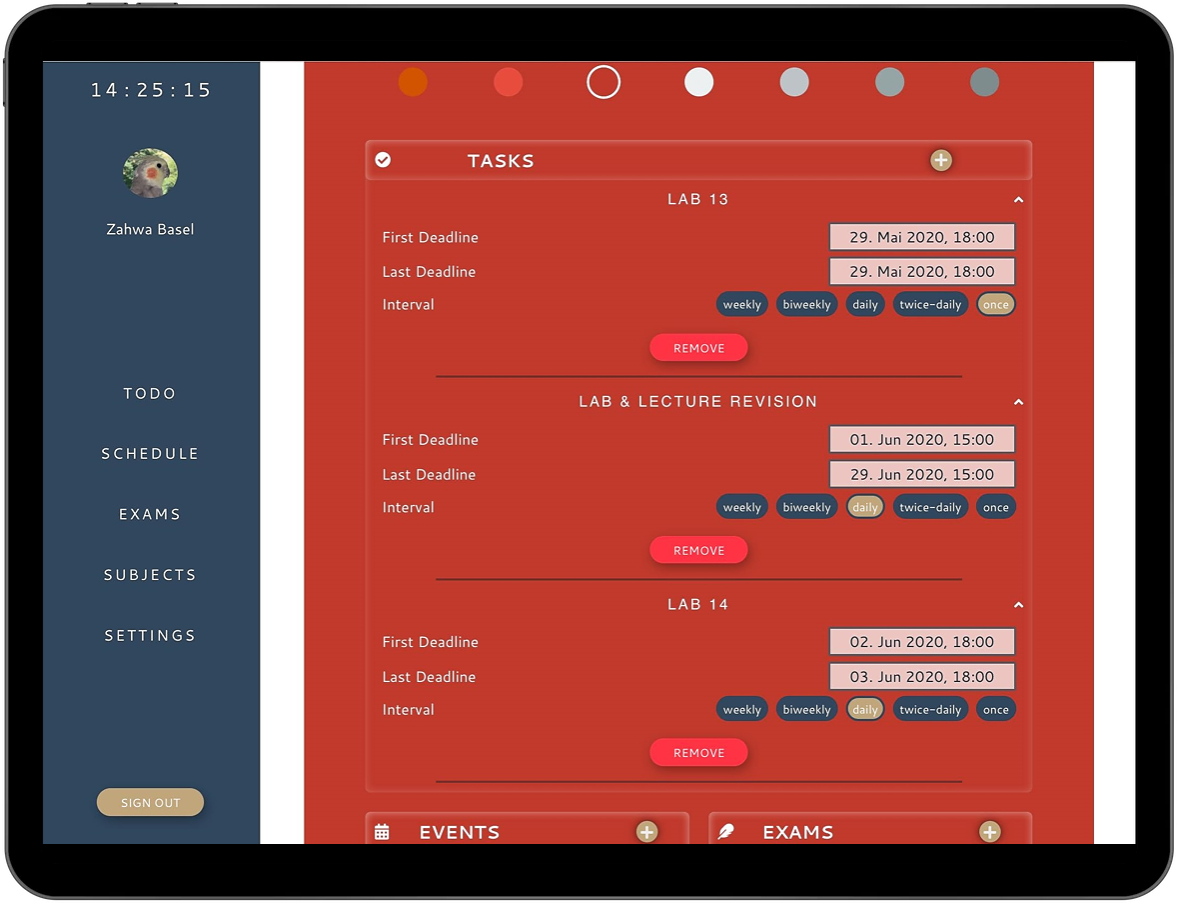 14:25:15
Zahwa Basel
TODO
SCHEDULE
EXAMS
SUBJECTS
SETTINGS
SIGN OUT
TASKS
LAB 13
First Deadline 29. Mai 2020, 18:00
Last Deadline 29. Mai 2020, 18:00
Interval weekly biweekly daily twice-daily once
REMOVE
LAB & LECTURE REVISION
First Deadline 01. Jun 2020, 15:00
Last Deadline 29. Jun 2020, 15:00
Interval weekly biweekly daily twice-daily once
REMOVE
LAB 14
First Deadline 02. Jun 2020, 18:00
Last Deadline 03. Jun 2020, 18:00
Interval weekly biweekly daily twice-daily once
REMOVE
EVENTS EXAMS